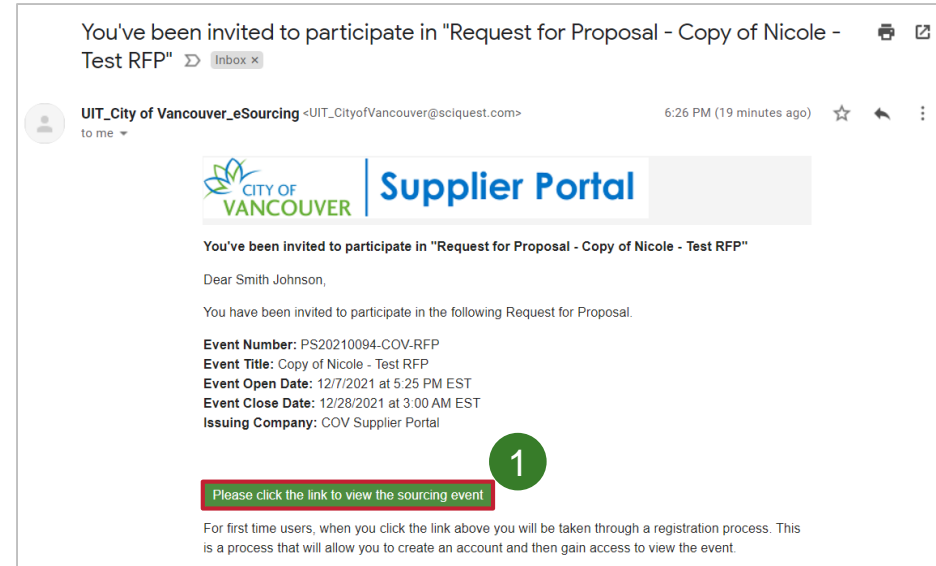 You've been invited to participate in "Request for Proposal - Copy of Nicole -
Test RFP" Inbox ×
UIT_City of Vancouver_eSourcing <UIT_CityofVancouver@sciquest.com> 6:26 PM (19 minutes ago)
to me
CITY OF
VANCOUVER
Supplier Portal
You've been invited to participate in "Request for Proposal - Copy of Nicole - Test RFP"
Dear Smith Johnson,
You have been invited to participate in the following Request for Proposal.
Event Number: PS20210094-COV-RFP
Event Title: Copy of Nicole - Test RFP
Event Open Date: 12/7/2021 at 5:25 PM EST
Event Close Date: 12/28/2021 at 3:00 AM EST
Issuing Company: COV Supplier Portal
1
Please click the link to view the sourcing event
For first time users, when you click the link above you will be taken through a registration process. This
is a process that will allow you to create an account and then gain access to view the event.